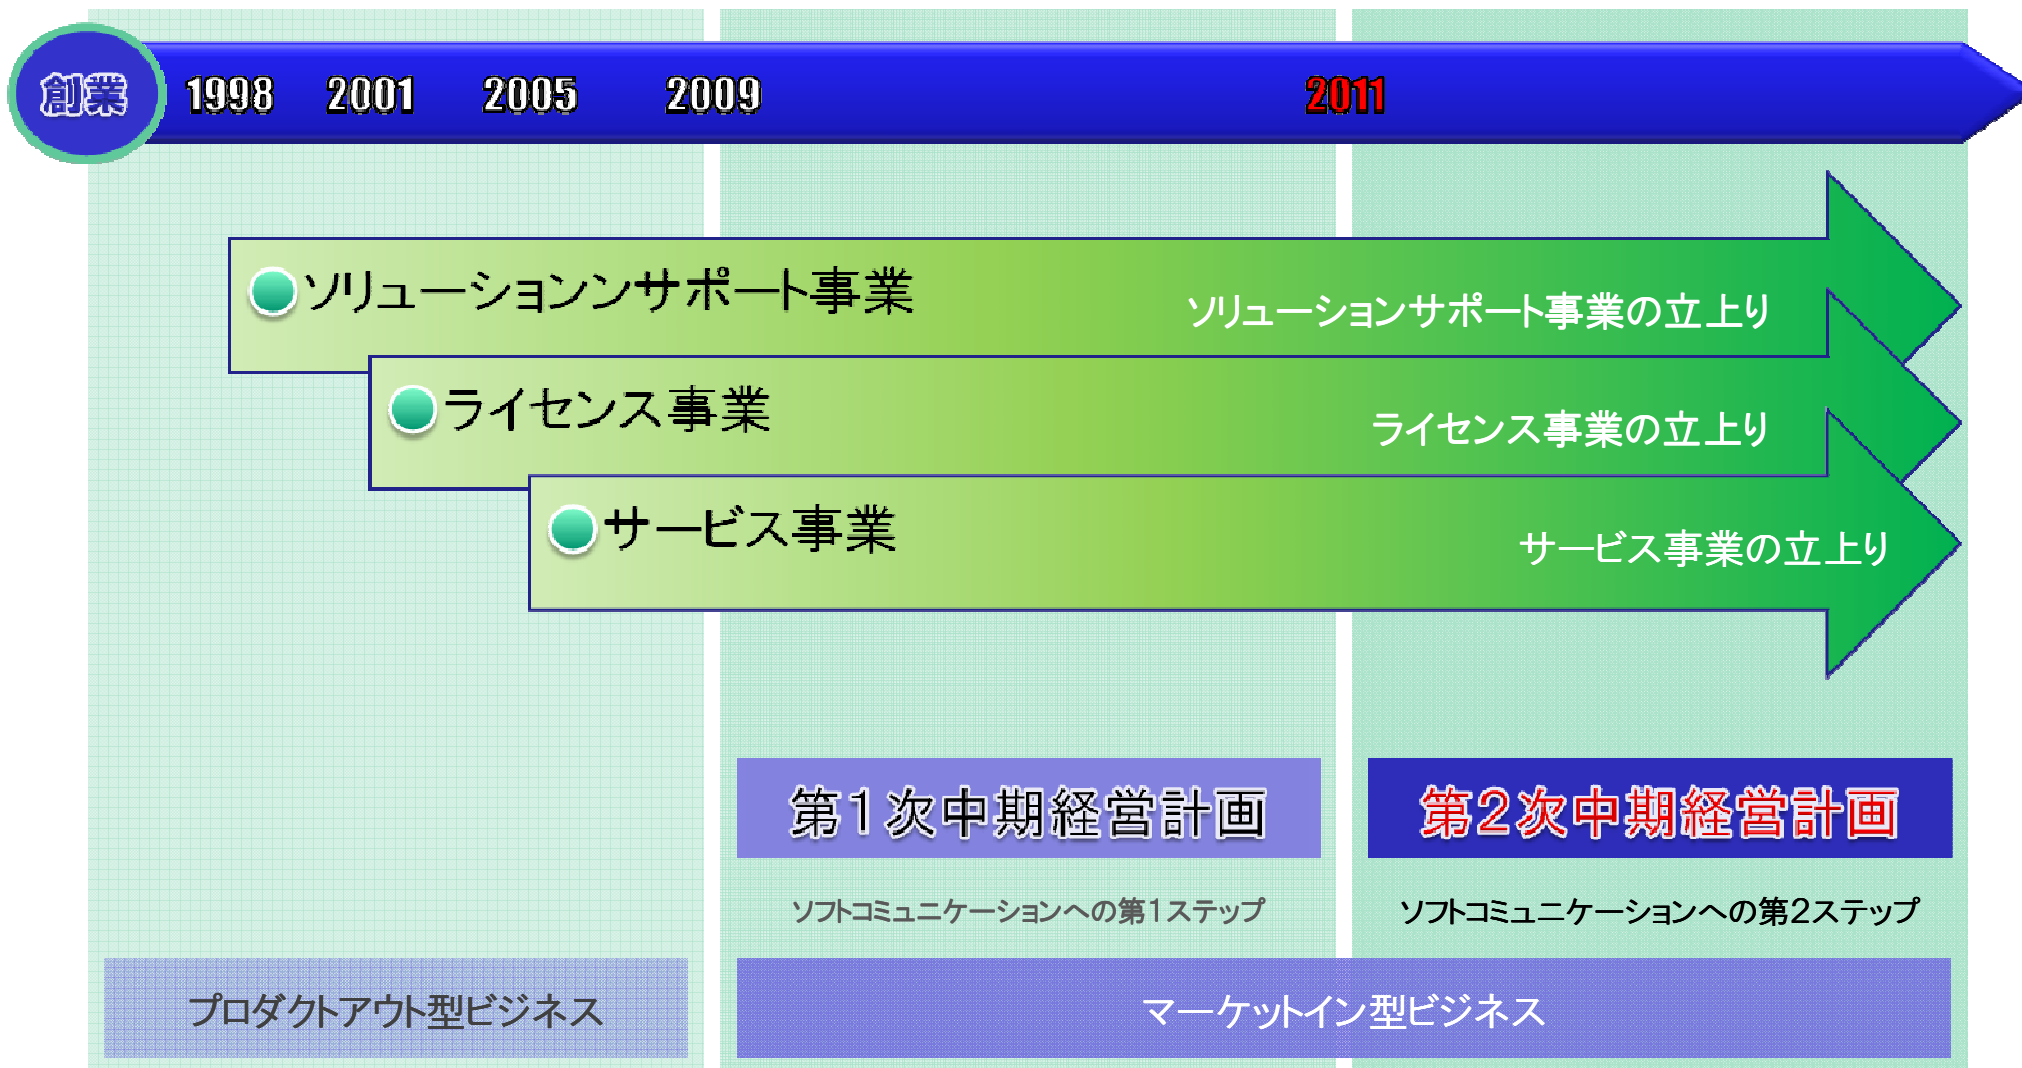 創業 1998 2001 2005 2009 2011
ソリューションンサポート事業
ソリューションサポート事業の立上り
ライセンス事業
ライセンス事業の立上り
サービス事業
サービス事業の立上り
第1次中期経営計画
第2次中期経営計画
ソフトコミュニケーションへの第1ステップ
ソフトコミュニケーションへの第2ステップ
プロダクトアウト型ビジネス
マーケットイン型ビジネス